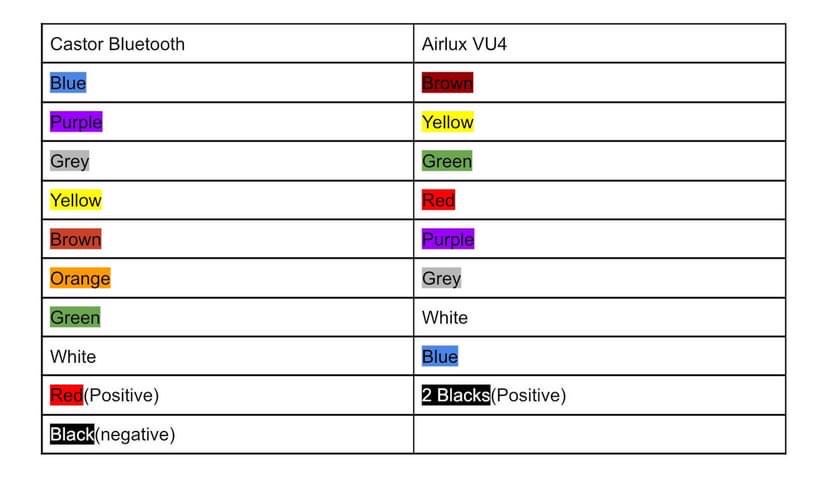 Castor Bluetooth Airlux VU4
Blue Brown
Purple Yellow
Grey Green
Yellow Red
Brown Purple
Orange Grey
Green White
White Blue
Red(Positive) 2 Blacks(Positive)
Black(negative)